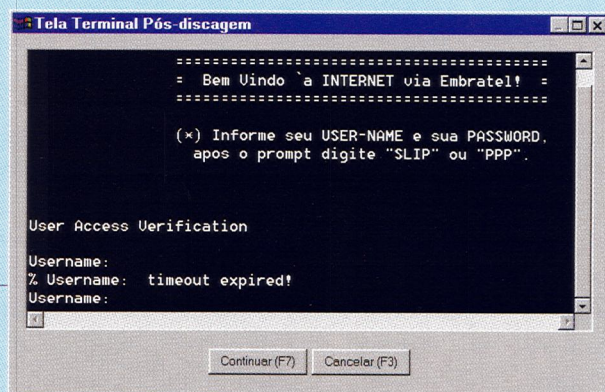 Tela Terminal Pós-discagem
=============================================
= Bem Vindo `a INTERNET via Embratel! =
=============================================
(*) Informe seu USER-NAME e sua PASSWORD,
apos o prompt digite "SLIP" ou "PPP".
User Access Verification
Username:
% Username: timeout expired!
Username:
Continuar (F7)
Cancelar (F3)